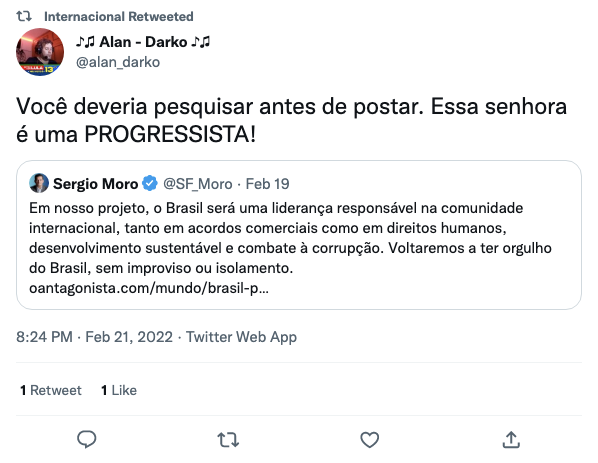 Internacional Retweeted
♪♫ Alan - Darko ♪♫
@alan_darko
Você deveria pesquisar antes de postar. Essa senhora
é uma PROGRESSISTA!
Sergio Moro @SF_Moro · Feb 19
Em nosso projeto, o Brasil será uma liderança responsável na comunidade
internacional, tanto em acordos comerciais como em direitos humanos,
desenvolvimento sustentável e combate à corrupção. Voltaremos a ter orgulho
do Brasil, sem improviso ou isolamento.
oantagonista.com/mundo/brasil-p...
8:24 PM · Feb 21, 2022 · Twitter Web App
1 Retweet 1 Like